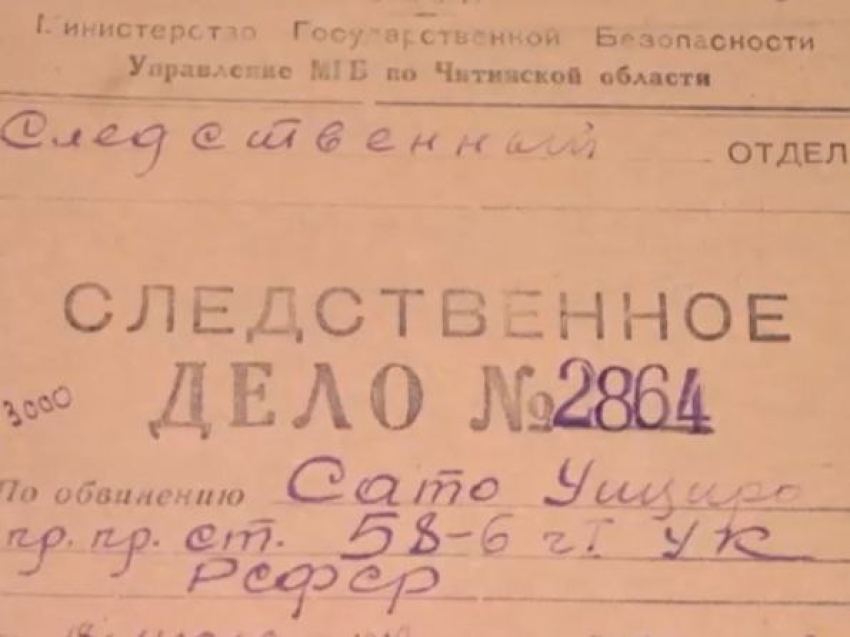 Министерство Государственной Безопасности
Управление МГБ по Читинской области
Следственный ОТДЕЛ
СЛЕДСТВЕННОЕ
ДЕЛО №2864
3000
По обвинению Сато Уициро
пр. пр. ст. 58-6 ч I УК
РСФСР